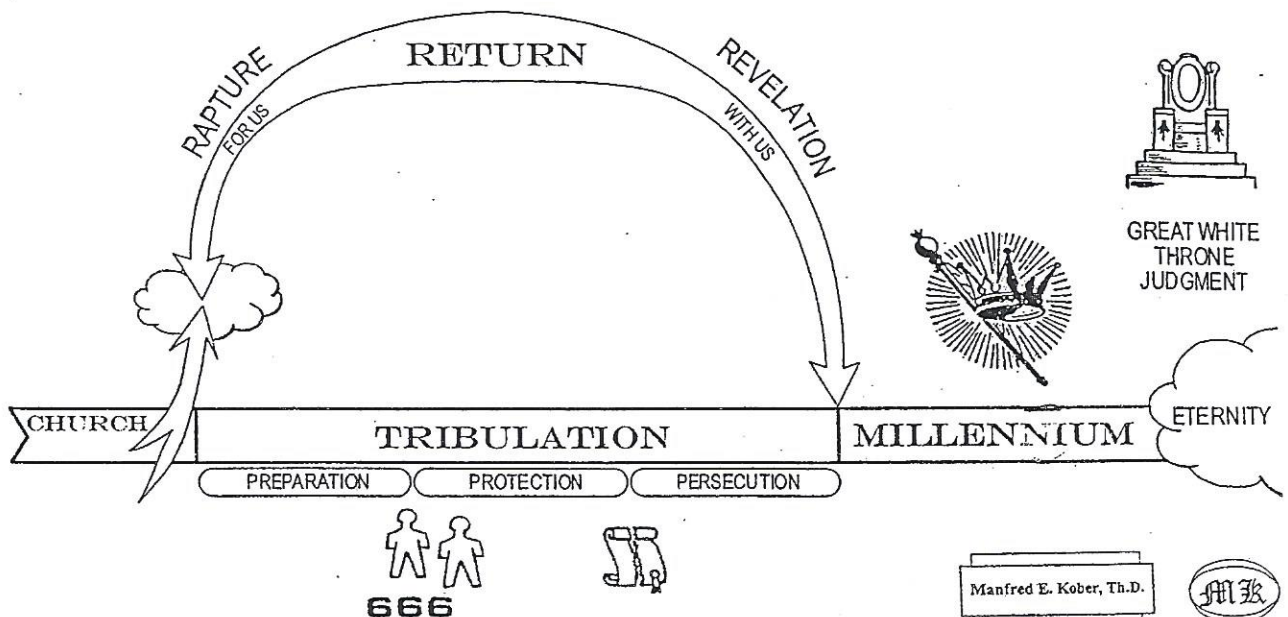 RETURN
RAPTURE
FOR US
REVELATION
WITH US
GREAT WHITE
THRONE
JUDGMENT
CHURCH
TRIBULATION
MILLENNIUM
ETERNITY
PREPARATION
PROTECTION
PERSECUTION
666
Manfred E. Kober, Th.D.
MK